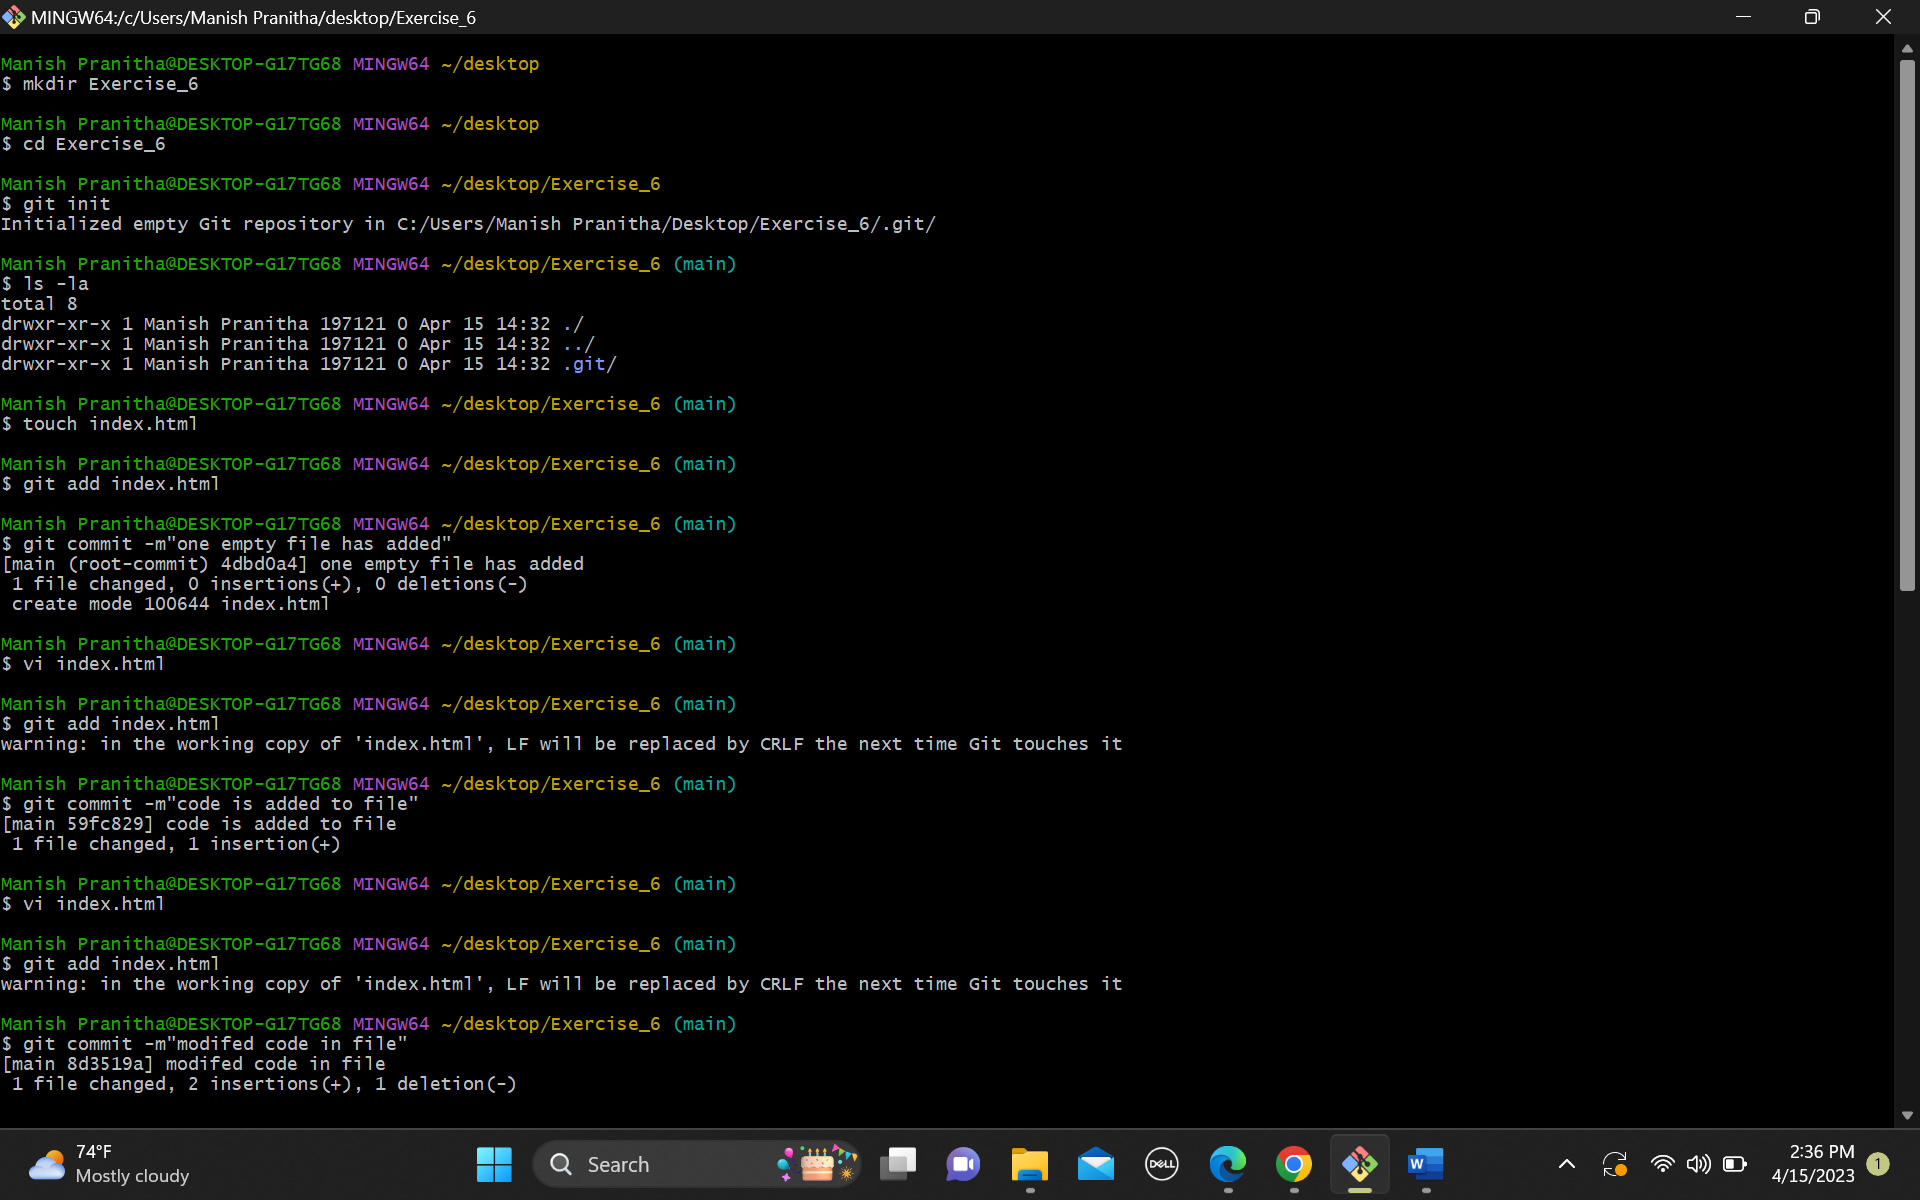 MINGW64:/c/Users/Manish Pranitha/desktop/Exercise_6
Manish Pranitha@DESKTOP-G17TG68 MINGW64 ~/desktop
$ mkdir Exercise_6
Manish Pranitha@DESKTOP-G17TG68 MINGW64 ~/desktop
$ cd Exercise_6
Manish Pranitha@DESKTOP-G17TG68 MINGW64 ~/desktop/Exercise_6
$ git init
Initialized empty Git repository in C:/Users/Manish Pranitha/Desktop/Exercise_6/.git/
Manish Pranitha@DESKTOP-G17TG68 MINGW64 ~/desktop/Exercise_6 (main)
$ ls -la
total 8
drwxr-xr-x 1 Manish Pranitha 197121 0 Apr 15 14:32 ./
drwxr-xr-x 1 Manish Pranitha 197121 0 Apr 15 14:32 ../
drwxr-xr-x 1 Manish Pranitha 197121 0 Apr 15 14:32 .git/
Manish Pranitha@DESKTOP-G17TG68 MINGW64 ~/desktop/Exercise_6 (main)
$ touch index.html
Manish Pranitha@DESKTOP-G17TG68 MINGW64 ~/desktop/Exercise_6 (main)
$ git add index.html
Manish Pranitha@DESKTOP-G17TG68 MINGW64 ~/desktop/Exercise_6 (main)
$ git commit -m"one empty file has added"
[main (root-commit) 4dbd0a4] one empty file has added
1 file changed, 0 insertions(+), 0 deletions(-)
create mode 100644 index.html
Manish Pranitha@DESKTOP-G17TG68 MINGW64 ~/desktop/Exercise_6 (main)
$ vi index.html
Manish Pranitha@DESKTOP-G17TG68 MINGW64 ~/desktop/Exercise_6 (main)
$ git add index.html
warning: in the working copy of 'index.html', LF will be replaced by CRLF the next time Git touches it
Manish Pranitha@DESKTOP-G17TG68 MINGW64 ~/desktop/Exercise_6 (main)
$ git commit -m"code is added to file"
[main 59fc829] code is added to file
1 file changed, 1 insertion(+)
Manish Pranitha@DESKTOP-G17TG68 MINGW64 ~/desktop/Exercise_6 (main)
$ vi index.html
Manish Pranitha@DESKTOP-G17TG68 MINGW64 ~/desktop/Exercise_6 (main)
$ git add index.html
warning: in the working copy of 'index.html', LF will be replaced by CRLF the next time Git touches it
Manish Pranitha@DESKTOP-G17TG68 MINGW64 ~/desktop/Exercise_6 (main)
$ git commit -m"modifed code in file"
[main 8d3519a] modifed code in file
1 file changed, 2 insertions(+), 1 deletion(-)
74°F
Mostly cloudy
Search
DELL
W
2:36 PM
4/15/2023
1